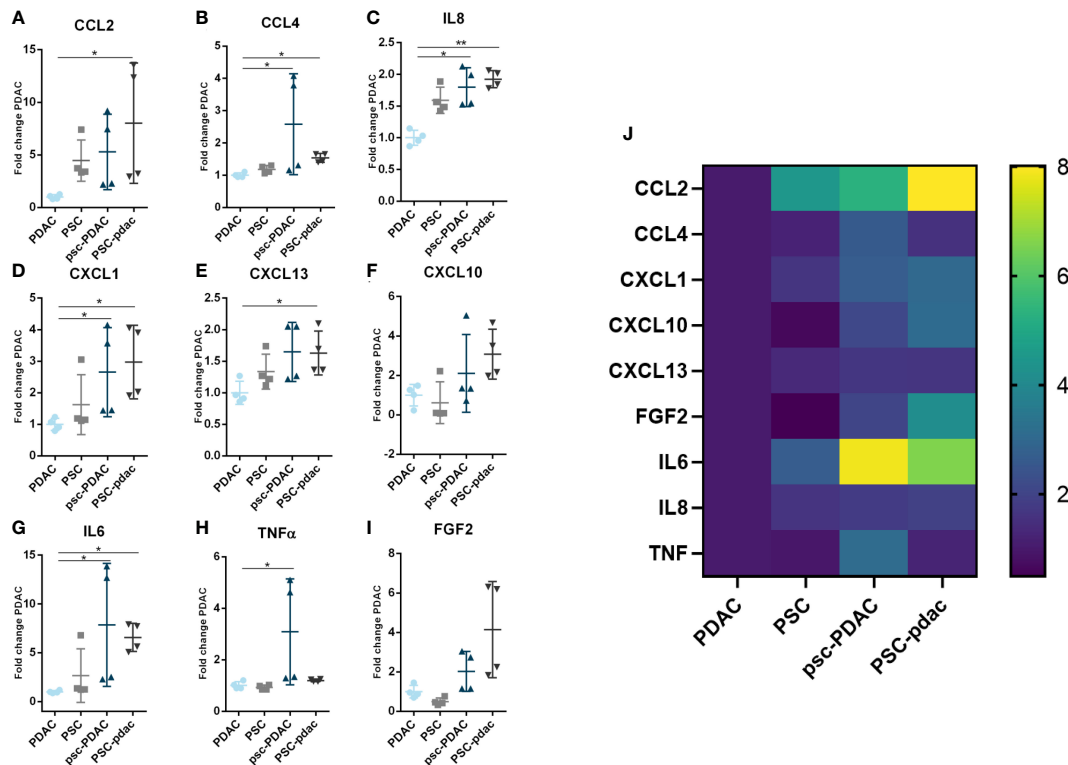 A
CCL2
*
Fold change PDAC
15
10
5
0
PDAC
PSC
psc-PDAC
PSC-pdac
B
CCL4
*
*
Fold change PDAC
5
4
3
2
1
0
PDAC
PSC
psc-PDAC
PSC-pdac
C
IL8
**
*
Fold change PDAC
2.5
2.0
1.5
1.0
0.5
0.0
PDAC
PSC
psc-PDAC
PSC-pdac
D
CXCL1
*
*
Fold change PDAC
5
4
3
2
1
0
PDAC
PSC
psc-PDAC
PSC-pdac
E
CXCL13
*
Fold change PDAC
2.5
2.0
1.5
1.0
0.5
0.0
PDAC
PSC
psc-PDAC
PSC-pdac
F
CXCL10
Fold change PDAC
6
4
2
0
-2
PDAC
PSC
psc-PDAC
PSC-pdac
G
IL6
*
*
Fold change PDAC
15
10
5
0
PDAC
PSC
psc-PDAC
PSC-pdac
H
TNFα
*
Fold change PDAC
6
4
2
0
PDAC
PSC
psc-PDAC
PSC-pdac
I
FGF2
Fold change PDAC
8
6
4
2
0
PDAC
PSC
psc-PDAC
PSC-pdac
J
CCL2
CCL4
CXCL1
CXCL10
CXCL13
FGF2
IL6
IL8
TNF
PDAC
PSC
psc-PDAC
PSC-pdac
8
6
4
2